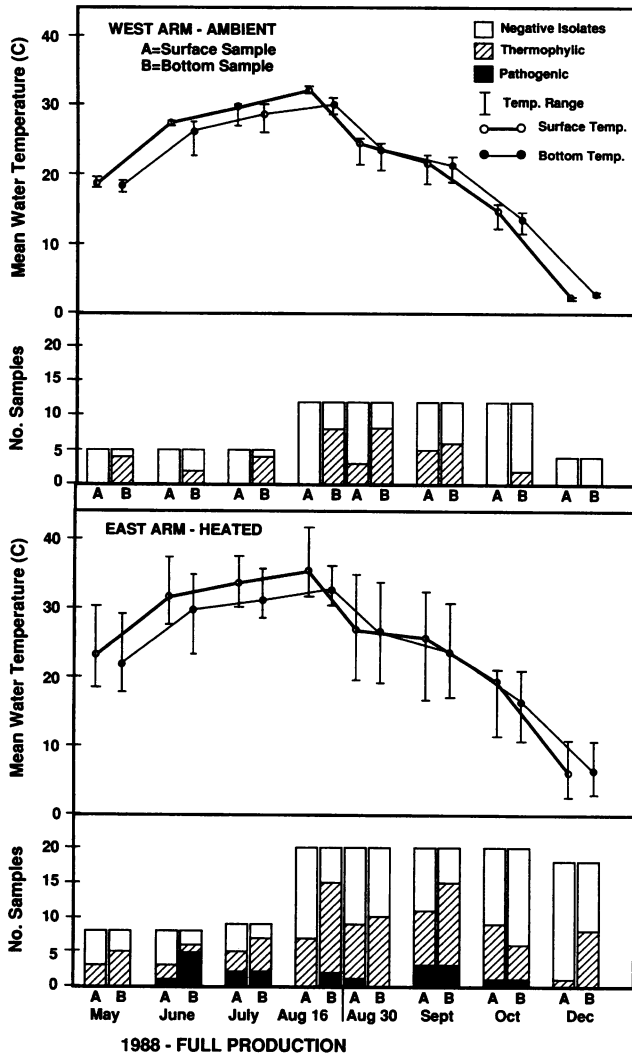 WEST ARM - AMBIENT
A=Surface Sample
B=Bottom Sample
Negative Isolates
Thermophylic
Pathogenic
Temp. Range
Surface Temp.
Bottom Temp.
Mean Water Temperature (C)
40
30
20
10
0
No. Samples
20
15
10
5
0
A B A B A B A B A B A B A B A B
EAST ARM - HEATED
Mean Water Temperature (C)
40
30
20
10
0
No. Samples
20
15
10
5
0
A B A B A B A B A B A B A B A B
May June July Aug 16 Aug 30 Sept Oct Dec
1988 - FULL PRODUCTION